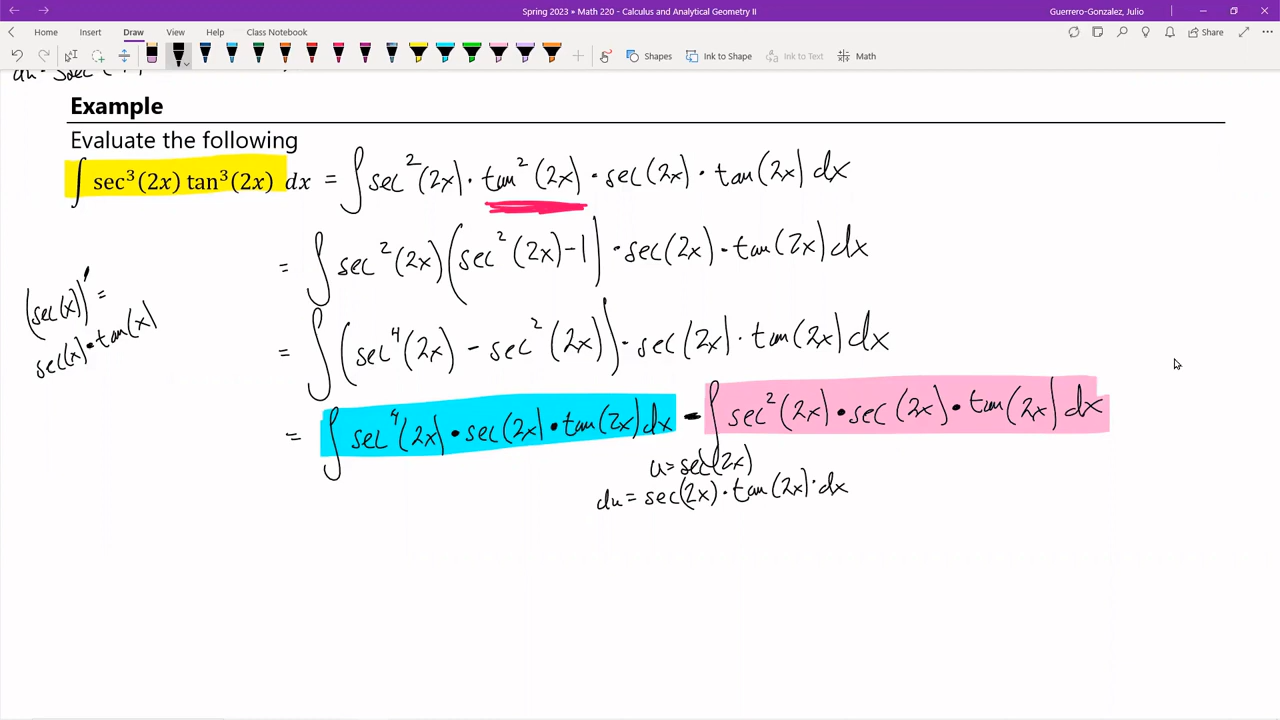 Spring 2023 » Math 220 - Calculus and Analytical Geometry II
Guerrero-Gonzalez, Julio
Home Insert Draw View Help Class Notebook
Share
Shapes Ink to Shape Ink to Text Math
Example
Evaluate the following
∫ sec³(2x) tan³(2x) dx = ∫ sec²(2x) · tan²(2x) · sec(2x) · tan(2x) dx
= ∫ sec²(2x) (sec²(2x) - 1) · sec(2x) · tan(2x) dx
(sec(x))' =
sec(x) · tan(x)
= ∫ (sec⁴(2x) - sec²(2x)) · sec(2x) · tan(2x) dx
= ∫ sec⁴(2x) · sec(2x) · tan(2x) dx - ∫ sec²(2x) · sec(2x) · tan(2x) dx
u = sec(2x)
du = sec(2x) · tan(2x) · dx